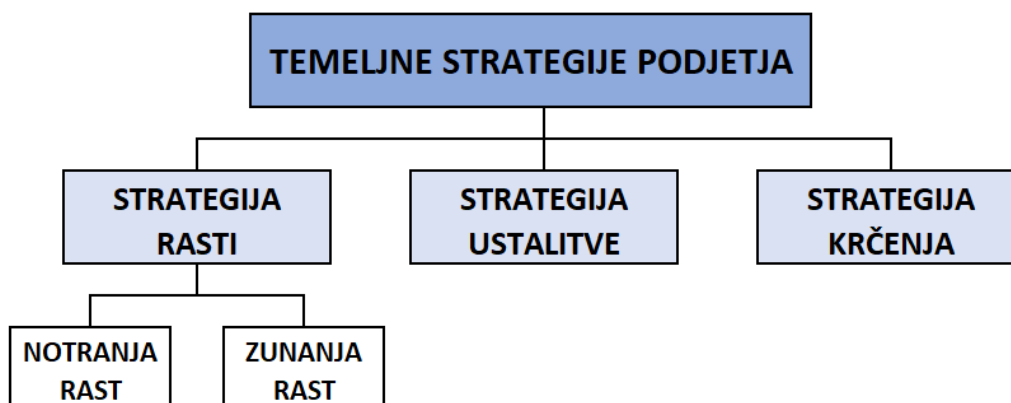 TEMELJNE STRATEGIJE PODJETJA
STRATEGIJA
RASTI
STRATEGIJA
USTALITVE
STRATEGIJA
KRČENJA
NOTRANJA
RAST
ZUNANJA
RAST